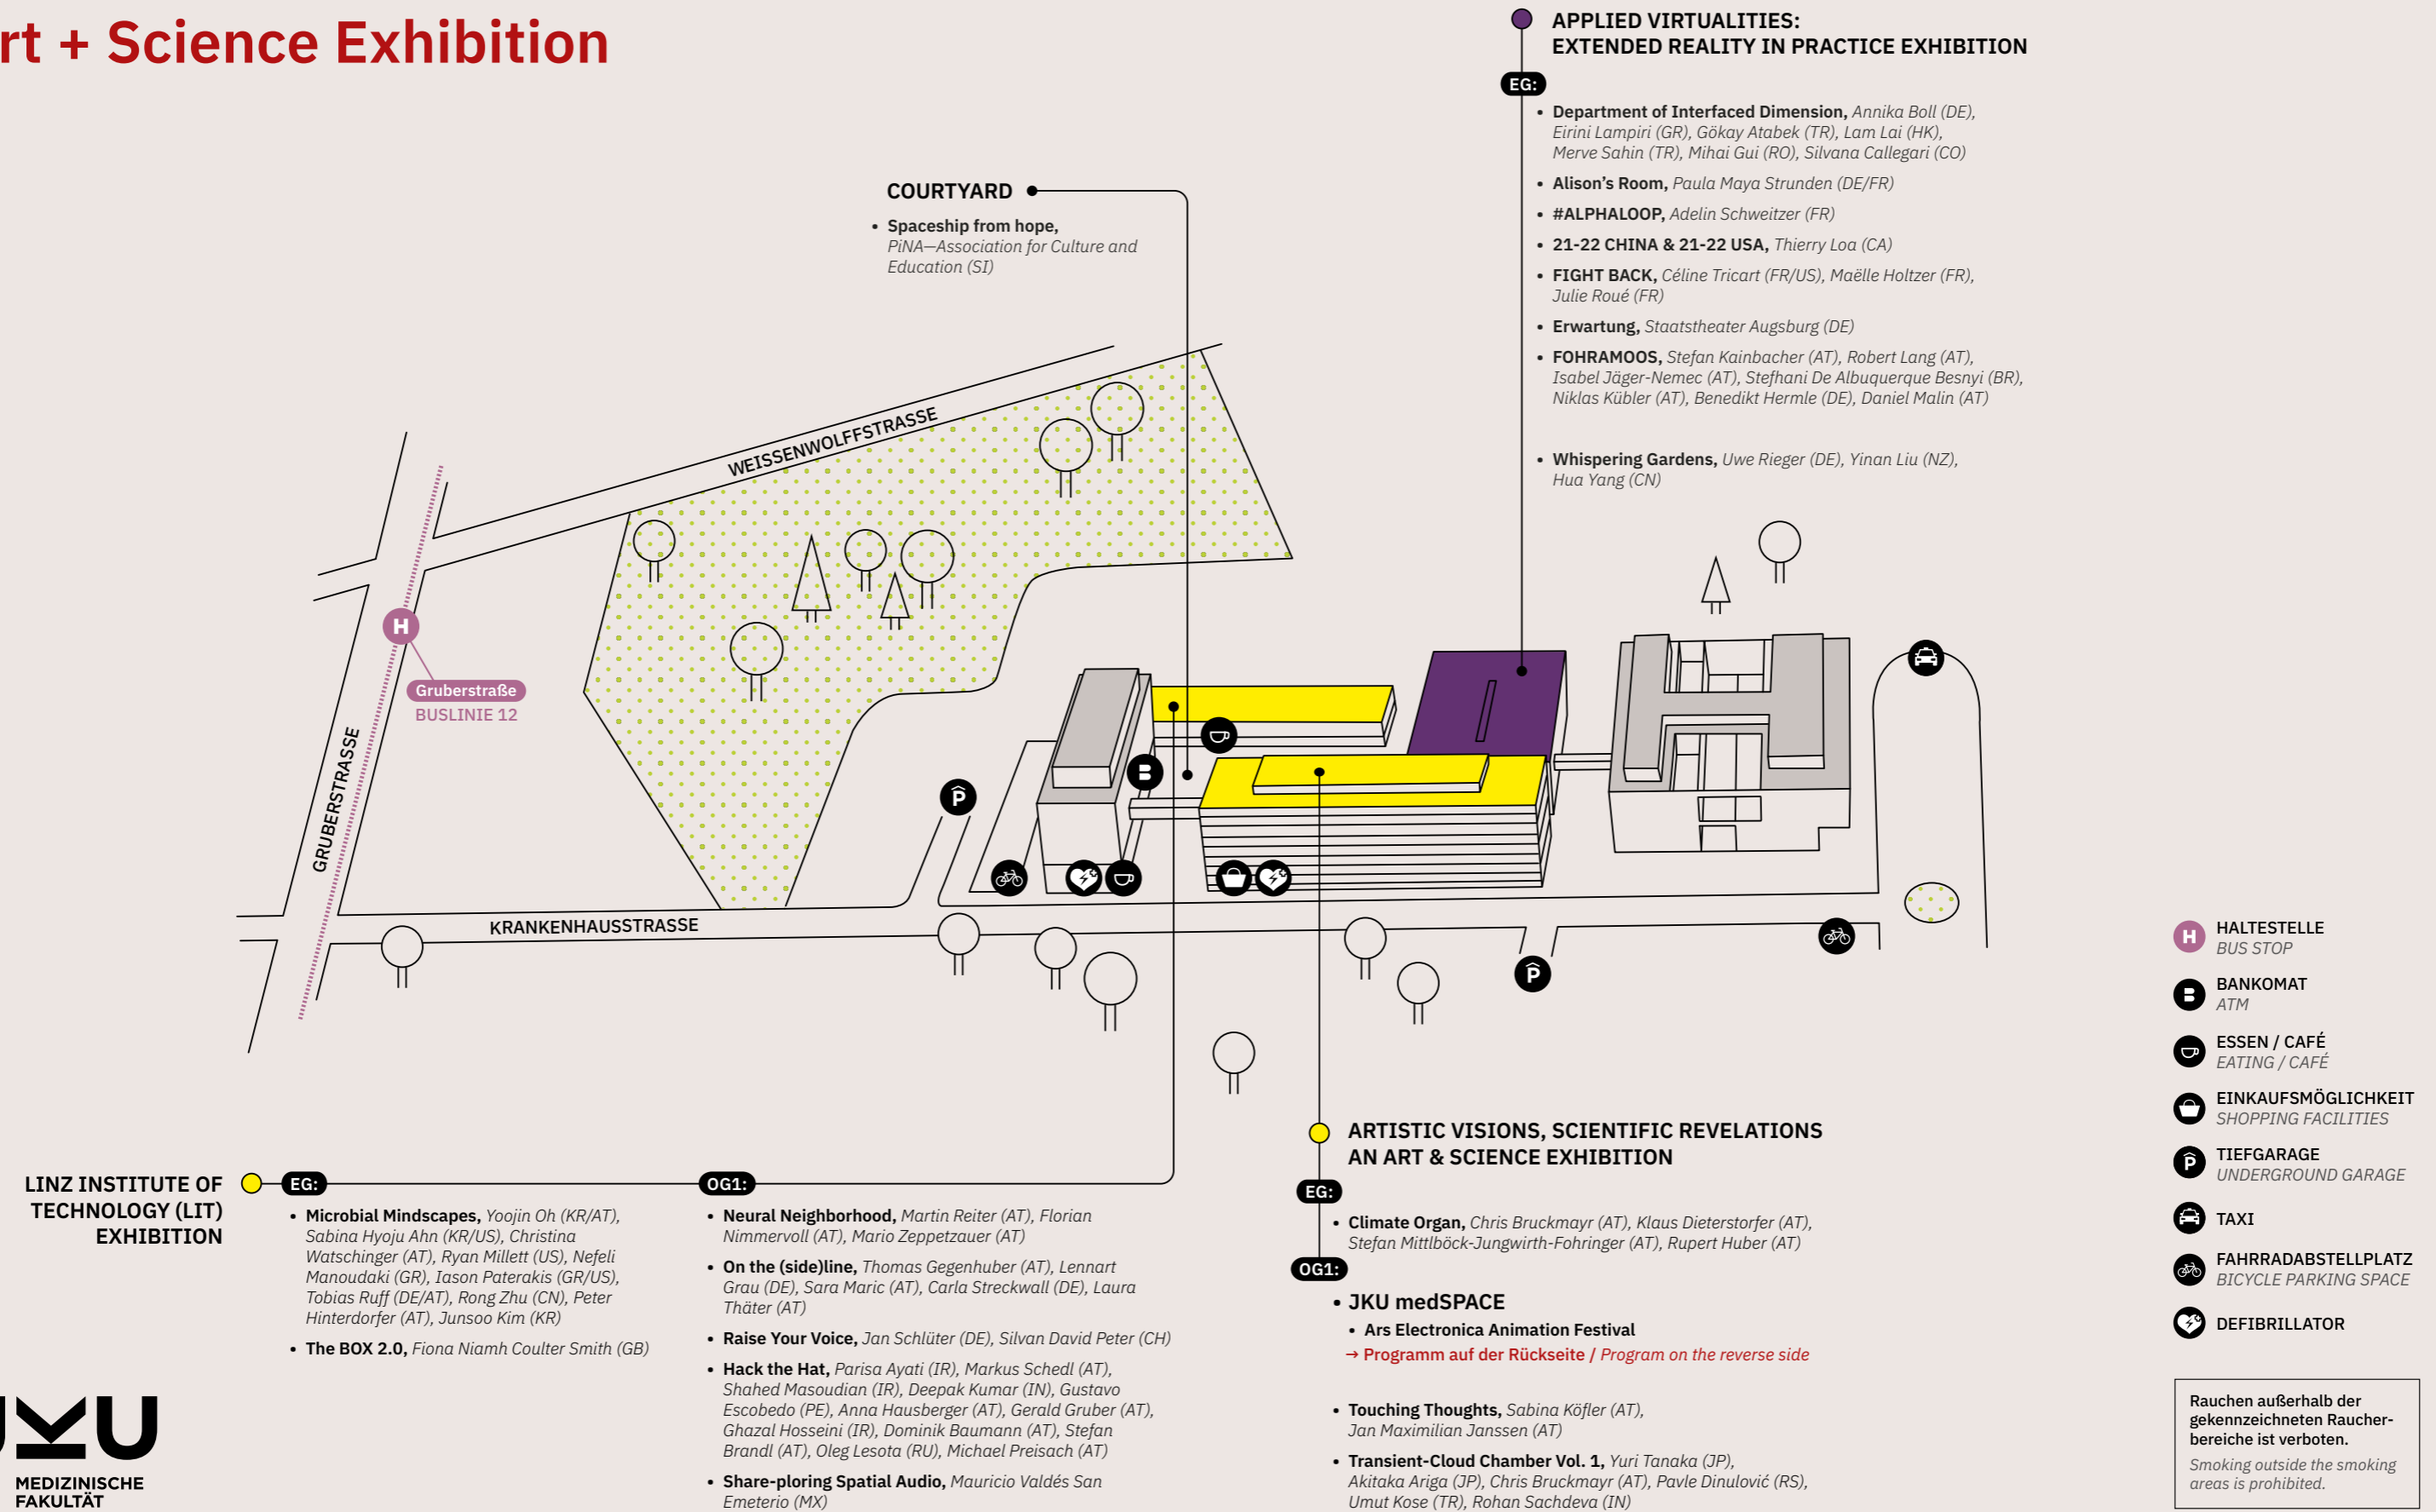 rt + Science Exhibition
APPLIED VIRTUALITIES:
EXTENDED REALITY IN PRACTICE EXHIBITION
EG:
• Department of Interfaced Dimension, Annika Boll (DE),
Eirini Lampiri (GR), Gökay Atabek (TR), Lam Lai (HK),
Merve Sahin (TR), Mihai Gui (RO), Silvana Callegari (CO)
• Alison’s Room, Paula Maya Strunden (DE/FR)
• #ALPHALOOP, Adelin Schweitzer (FR)
• 21-22 CHINA & 21-22 USA, Thierry Loa (CA)
• FIGHT BACK, Céline Tricart (FR/US), Maëlle Holtzer (FR),
Julie Roué (FR)
• Erwartung, Staatstheater Augsburg (DE)
• FOHRAMOOS, Stefan Kainbacher (AT), Robert Lang (AT),
Isabel Jäger-Nemec (AT), Stefhani De Albuquerque Besnyi (BR),
Niklas Kübler (AT), Benedikt Hermle (DE), Daniel Malin (AT)
• Whispering Gardens, Uwe Rieger (DE), Yinan Liu (NZ),
Hua Yang (CN)
COURTYARD
• Spaceship from hope,
PiNA—Association for Culture and
Education (SI)
WEISSENWOLFFSTRASSE
H
Gruberstraße
BUSLINIE 12
GRUBERSTRASSE
KRANKENHAUSSTRASSE
P
B
P
H HALTESTELLE
BUS STOP
B BANKOMAT
ATM
ESSEN / CAFÉ
EATING / CAFÉ
EINKAUFSMÖGLICHKEIT
SHOPPING FACILITIES
P TIEFGARAGE
UNDERGROUND GARAGE
TAXI
FAHRRADABSTELLPLATZ
BICYCLE PARKING SPACE
DEFIBRILLATOR
LINZ INSTITUTE OF
TECHNOLOGY (LIT)
EXHIBITION
EG:
• Microbial Mindscapes, Yoojin Oh (KR/AT),
Sabina Hyoju Ahn (KR/US), Christina
Watschinger (AT), Ryan Millett (US), Nefeli
Manoudaki (GR), Iason Paterakis (GR/US),
Tobias Ruff (DE/AT), Rong Zhu (CN), Peter
Hinterdorfer (AT), Junsoo Kim (KR)
• The BOX 2.0, Fiona Niamh Coulter Smith (GB)
OG1:
• Neural Neighborhood, Martin Reiter (AT), Florian
Nimmervoll (AT), Mario Zeppetzauer (AT)
• On the (side)line, Thomas Gegenhuber (AT), Lennart
Grau (DE), Sara Maric (AT), Carla Streckwall (DE), Laura
Thäter (AT)
• Raise Your Voice, Jan Schlüter (DE), Silvan David Peter (CH)
• Hack the Hat, Parisa Ayati (IR), Markus Schedl (AT),
Shahed Masoudian (IR), Deepak Kumar (IN), Gustavo
Escobedo (PE), Anna Hausberger (AT), Gerald Gruber (AT),
Ghazal Hosseini (IR), Dominik Baumann (AT), Stefan
Brandl (AT), Oleg Lesota (RU), Michael Preisach (AT)
• Share-ploring Spatial Audio, Mauricio Valdés San
Emeterio (MX)
ARTISTIC VISIONS, SCIENTIFIC REVELATIONS
AN ART & SCIENCE EXHIBITION
EG:
• Climate Organ, Chris Bruckmayr (AT), Klaus Dieterstorfer (AT),
Stefan Mittlböck-Jungwirth-Fohringer (AT), Rupert Huber (AT)
OG1:
• JKU medSPACE
• Ars Electronica Animation Festival
→ Programm auf der Rückseite / Program on the reverse side
• Touching Thoughts, Sabina Köfler (AT),
Jan Maximilian Janssen (AT)
• Transient-Cloud Chamber Vol. 1, Yuri Tanaka (JP),
Akitaka Ariga (JP), Chris Bruckmayr (AT), Pavle Dinulović (RS),
Umut Kose (TR), Rohan Sachdeva (IN)
JKU
MEDIZINISCHE
FAKULTÄT
Rauchen außerhalb der
gekennzeichneten Raucher-
bereiche ist verboten.
Smoking outside the smoking
areas is prohibited.